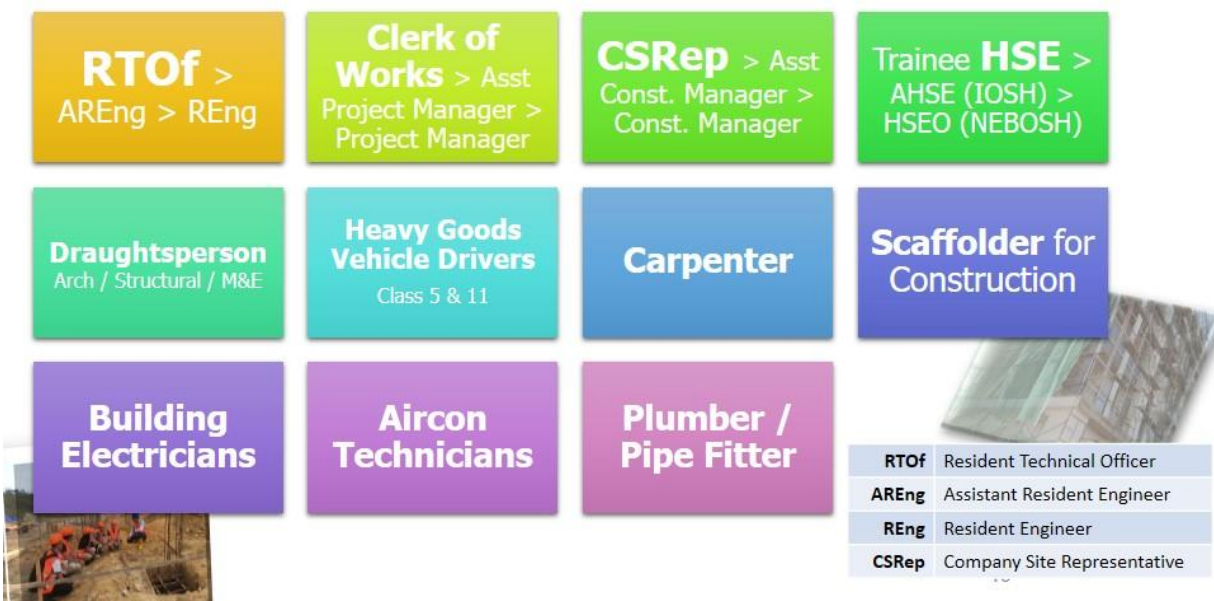 RTOf >
AREng > REng
Clerk of
Works > Asst
Project Manager >
Project Manager
CSRep > Asst
Const. Manager >
Const. Manager
Trainee HSE >
AHSE (IOSH) >
HSEO (NEBOSH)
Draughtsperson
Arch / Structural / M&E
Heavy Goods
Vehicle Drivers
Class 5 & 11
Carpenter
Scaffolder for
Construction
Building
Electricians
Aircon
Technicians
Plumber /
Pipe Fitter
RTOf Resident Technical Officer
AREng Assistant Resident Engineer
REng Resident Engineer
CSRep Company Site Representative